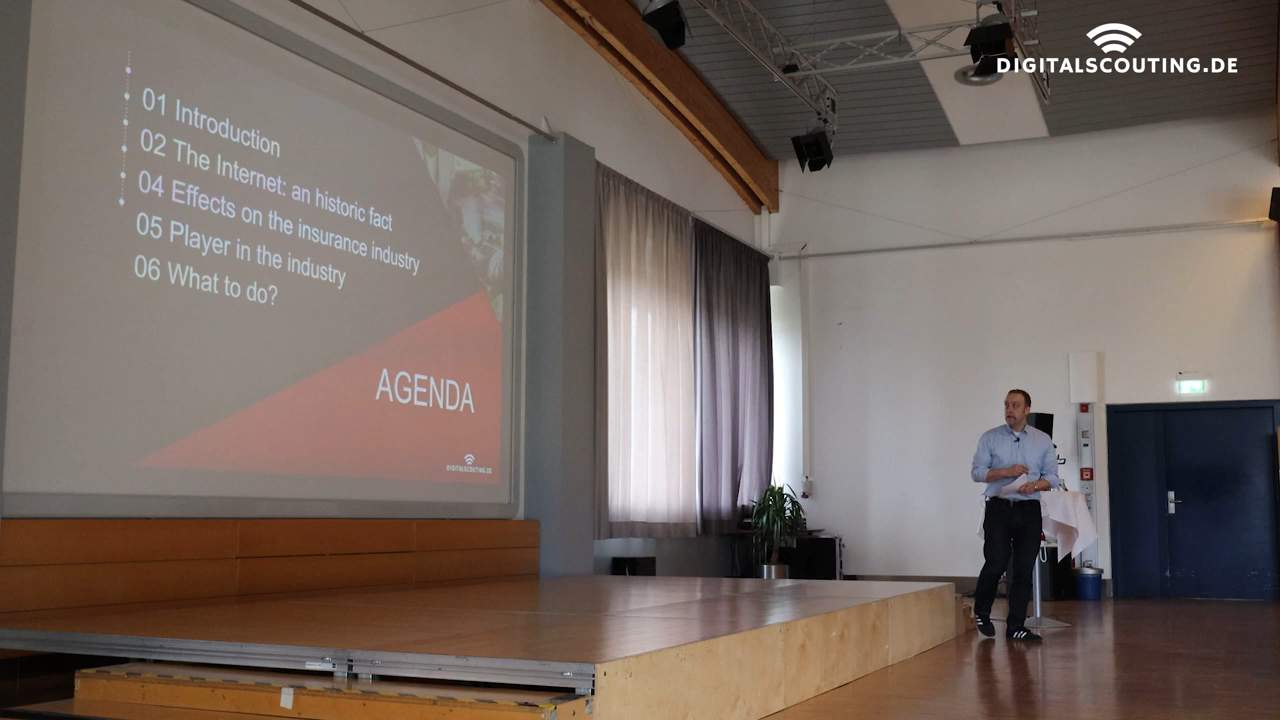 DIGITALSCOUTING.DE
01 Introduction
02 The Internet: an historic fact
04 Effects on the insurance industry
05 Player in the industry
06 What to do?
AGENDA
DIGITALSCOUTING.DE